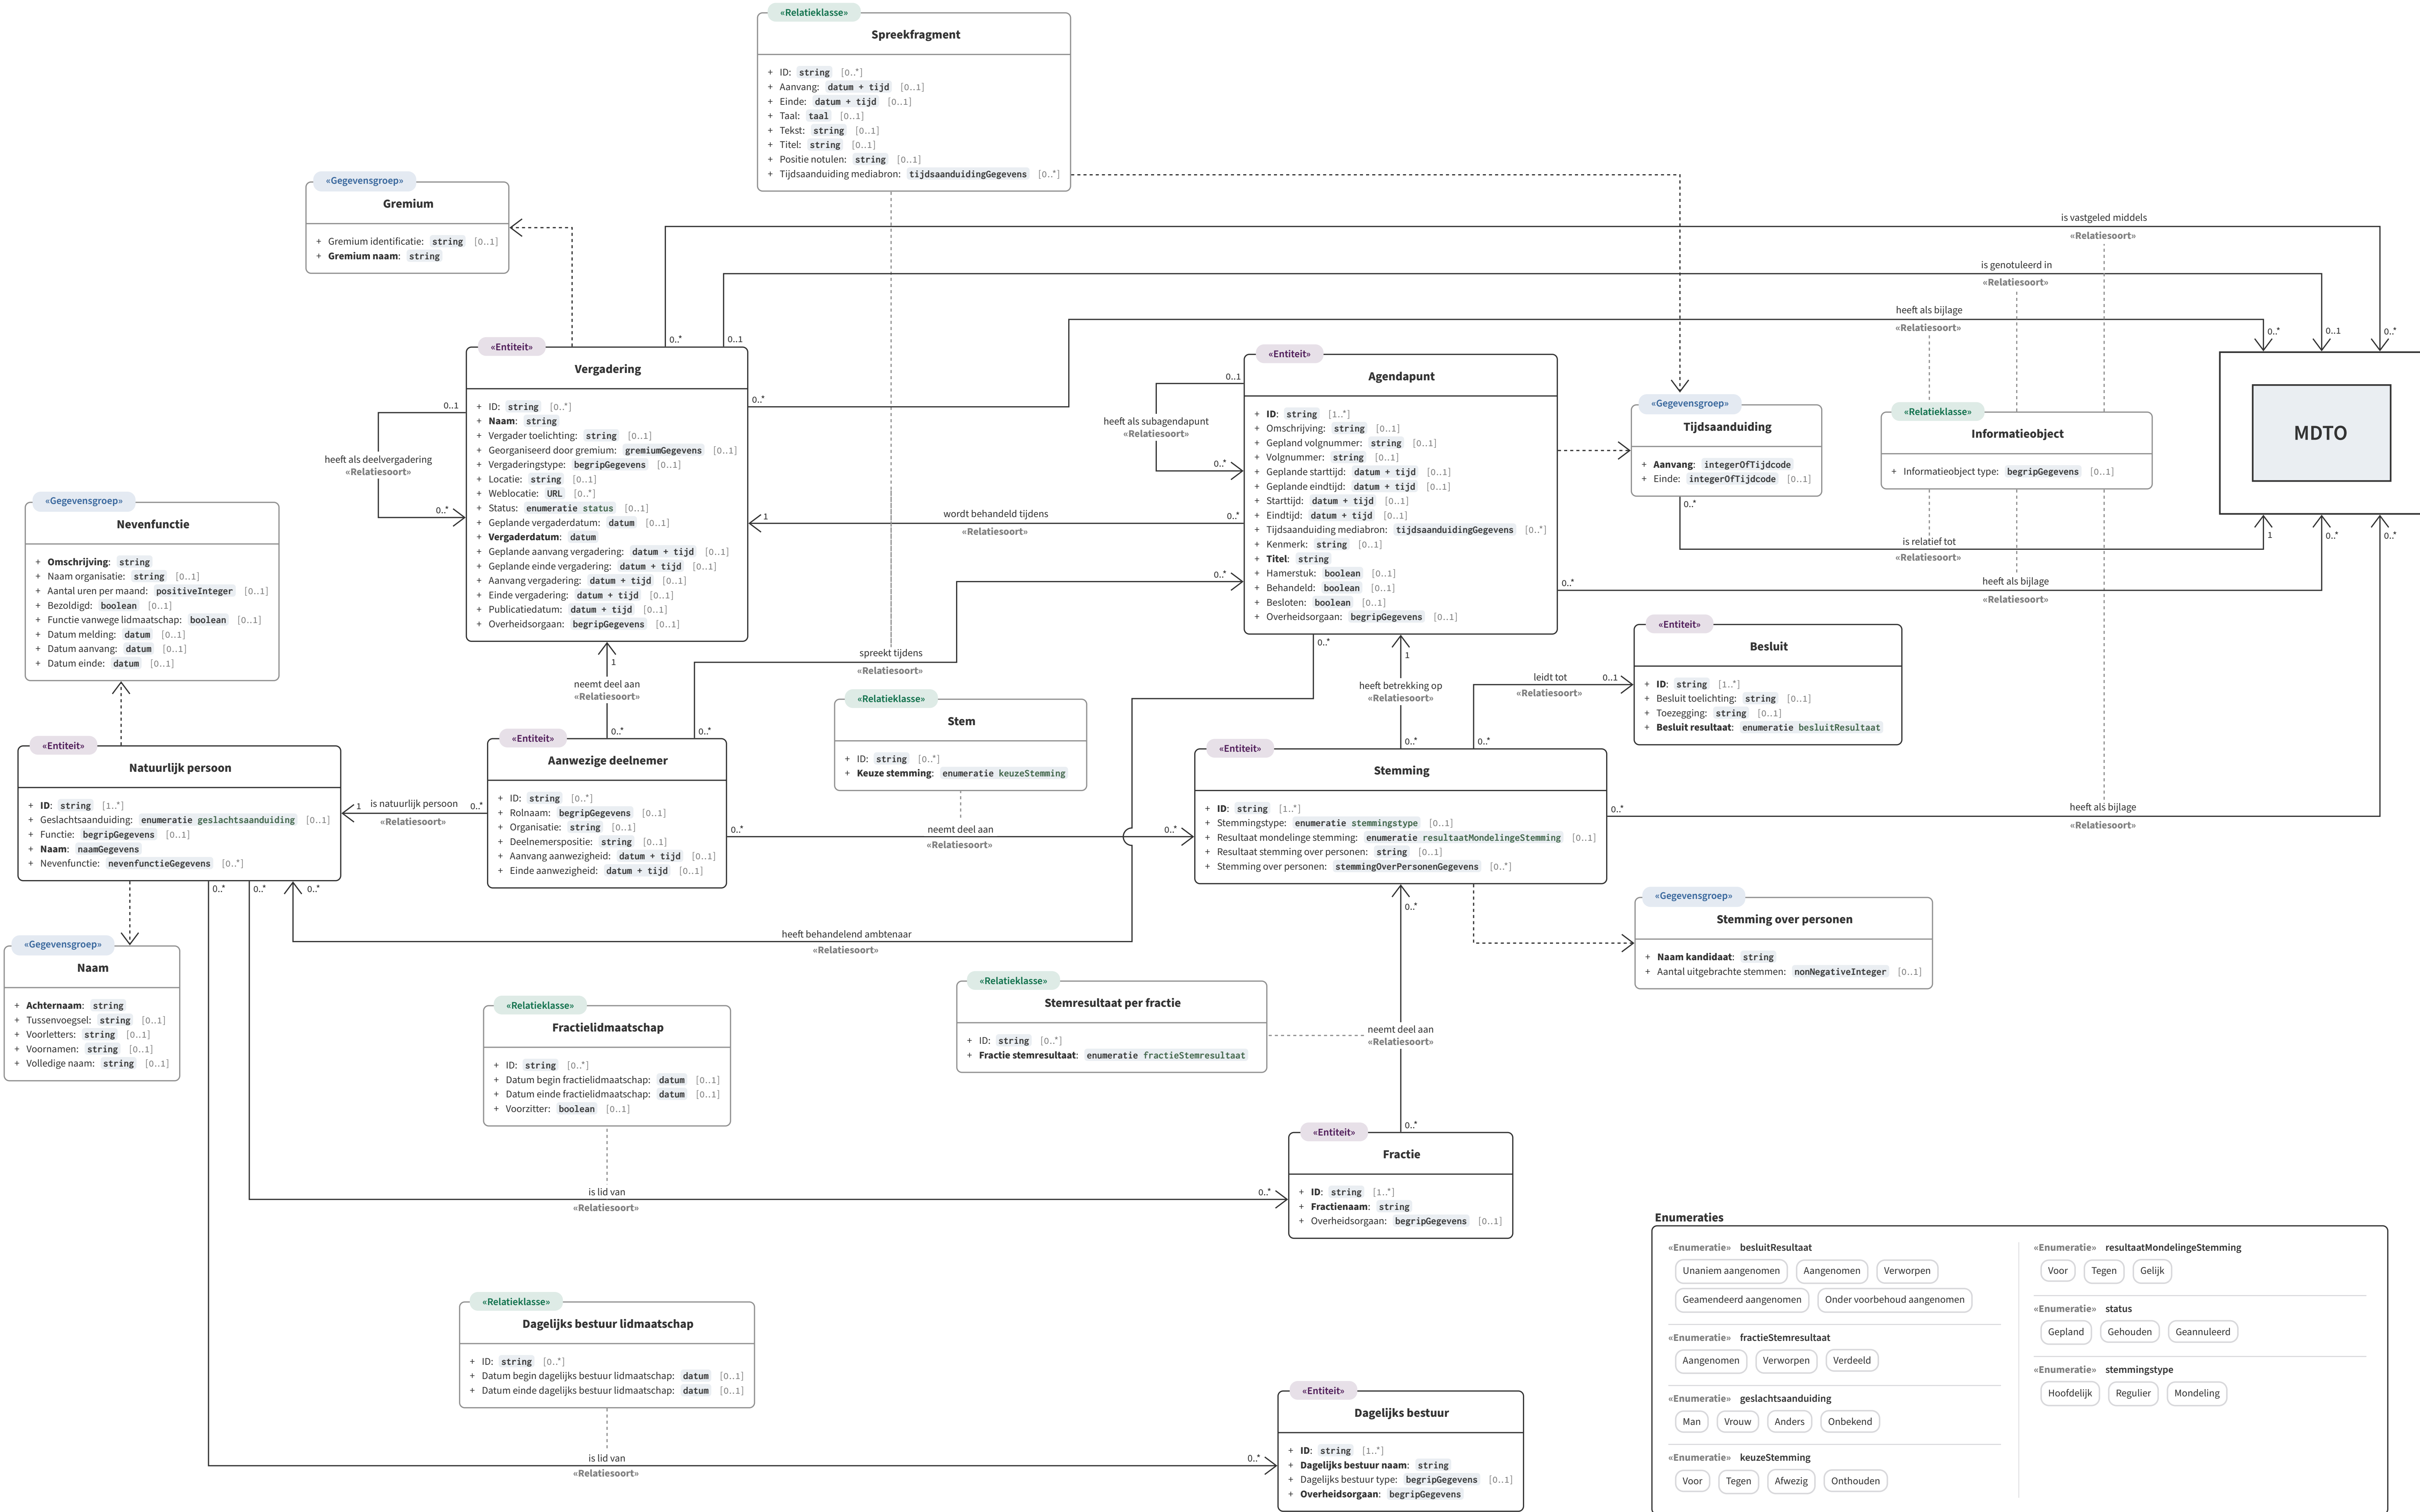 «Relatieklasse»
Spreekfragment
+ ID: string [0..*]
+ Aanvang: datum + tijd [0..1]
+ Einde: datum + tijd [0..1]
+ Taal: taal [0..1]
+ Tekst: string [0..1]
+ Titel: string [0..1]
+ Positie notulen: string [0..1]
+ Tijdsaanduiding mediabron: tijdsaanduidingGegevens [0..*]
«Gegevensgroep»
Gremium
+ Gremium identificatie: string [0..1]
+ Gremium naam: string
is vastgeled middels
«Relatiesoort»
is genotuleerd in
«Relatiesoort»
heeft als bijlage
«Relatiesoort»
0..*
0..1
0..*
0..1
0..*
«Entiteit»
Vergadering
+ ID: string [0..*]
+ Naam: string
+ Vergader toelichting: string [0..1]
+ Georganiseerd door gremium: gremiumGegevens [0..1]
+ Vergaderingstype: begripGegevens [0..1]
+ Locatie: string [0..1]
+ Weblocatie: URL [0..*]
+ Status: enumeratie status [0..1]
+ Geplande vergaderdatum: datum [0..1]
+ Vergaderdatum: datum
+ Geplande aanvang vergadering: datum + tijd [0..1]
+ Geplande einde vergadering: datum + tijd [0..1]
+ Aanvang vergadering: datum + tijd [0..1]
+ Einde vergadering: datum + tijd [0..1]
+ Publicatiedatum: datum + tijd [0..1]
+ Overheidsorgaan: begripGegevens [0..1]
0..*
0..1
heeft als deelvergadering
«Relatiesoort»
0..*
«Entiteit»
Agendapunt
+ ID: string [1..*]
+ Omschrijving: string [0..1]
+ Gepland volgnummer: string [0..1]
+ Volgnummer: string [0..1]
+ Geplande starttijd: datum + tijd [0..1]
+ Geplande eindtijd: datum + tijd [0..1]
+ Starttijd: datum + tijd [0..1]
+ Eindtijd: datum + tijd [0..1]
+ Tijdsaanduiding mediabron: tijdsaanduidingGegevens [0..*]
+ Kenmerk: string [0..1]
+ Titel: string
+ Hamerstuk: boolean [0..1]
+ Behandeld: boolean [0..1]
+ Besloten: boolean [0..1]
+ Overheidsorgaan: begripGegevens [0..1]
0..1
heeft als subagendapunt
«Relatiesoort»
0..*
1
wordt behandeld tijdens
«Relatiesoort»
0..*
0..*
«Gegevensgroep»
Tijdsaanduiding
+ Aanvang: integerOfTijdcode
+ Einde: integerOfTijdcode [0..1]
0..*
«Relatieklasse»
Informatieobject
+ Informatieobject type: begripGegevens [0..1]
MDTO
is relatief tot
«Relatiesoort»
1
0..*
0..*
0..*
heeft als bijlage
«Relatiesoort»
«Gegevensgroep»
Nevenfunctie
+ Omschrijving: string
+ Naam organisatie: string [0..1]
+ Aantal uren per maand: positiveInteger [0..1]
+ Bezoldigd: boolean [0..1]
+ Functie vanwege lidmaatschap: boolean [0..1]
+ Datum melding: datum [0..1]
+ Datum aanvang: datum [0..1]
+ Datum einde: datum [0..1]
1
neemt deel aan
«Relatiesoort»
0..*
spreekt tijdens
«Relatiesoort»
0..*
0..*
1
heeft betrekking op
«Relatiesoort»
0..*
leidt tot
«Relatiesoort»
0..1
0..*
«Entiteit»
Besluit
+ ID: string [1..*]
+ Besluit toelichting: string [0..1]
+ Toezegging: string [0..1]
+ Besluit resultaat: enumeratie besluitResultaat
«Relatieklasse»
Stem
+ ID: string [0..*]
+ Keuze stemming: enumeratie keuzeStemming
«Entiteit»
Natuurlijk persoon
+ ID: string [1..*]
+ Geslachtsaanduiding: enumeratie geslachtsaanduiding [0..1]
+ Functie: begripGegevens [0..1]
+ Naam: naamGegevens
+ Nevenfunctie: nevenfunctieGegevens [0..*]
1
is natuurlijk persoon
«Relatiesoort»
0..*
«Entiteit»
Aanwezige deelnemer
+ ID: string [0..*]
+ Rolnaam: begripGegevens [0..1]
+ Organisatie: string [0..1]
+ Deelnemerspositie: string [0..1]
+ Aanvang aanwezigheid: datum + tijd [0..1]
+ Einde aanwezigheid: datum + tijd [0..1]
0..*
neemt deel aan
«Relatiesoort»
0..*
«Entiteit»
Stemming
+ ID: string [1..*]
+ Stemmingstype: enumeratie stemmingstype [0..1]
+ Resultaat mondelinge stemming: enumeratie resultaatMondelingeStemming [0..1]
+ Resultaat stemming over personen: string [0..1]
+ Stemming over personen: stemmingOverPersonenGegevens [0..*]
0..*
heeft als bijlage
«Relatiesoort»
0..*
0..*
0..*
0..*
heeft behandelend ambtenaar
«Relatiesoort»
«Gegevensgroep»
Stemming over personen
+ Naam kandidaat: string
+ Aantal uitgebrachte stemmen: nonNegativeInteger [0..1]
«Gegevensgroep»
Naam
+ Achternaam: string
+ Tussenvoegsel: string [0..1]
+ Voorletters: string [0..1]
+ Voornamen: string [0..1]
+ Volledige naam: string [0..1]
«Relatieklasse»
Fractielidmaatschap
+ ID: string [0..*]
+ Datum begin fractielidmaatschap: datum [0..1]
+ Datum einde fractielidmaatschap: datum [0..1]
+ Voorzitter: boolean [0..1]
«Relatieklasse»
Stemresultaat per fractie
+ ID: string [0..*]
+ Fractie stemresultaat: enumeratie fractieStemresultaat
0..*
neemt deel aan
«Relatiesoort»
0..*
«Entiteit»
Fractie
+ ID: string [1..*]
+ Fractienaam: string
+ Overheidsorgaan: begripGegevens [0..1]
is lid van
«Relatiesoort»
0..*
«Relatieklasse»
Dagelijks bestuur lidmaatschap
+ ID: string [0..*]
+ Datum begin dagelijks bestuur lidmaatschap: datum [0..1]
+ Datum einde dagelijks bestuur lidmaatschap: datum [0..1]
is lid van
«Relatiesoort»
0..*
«Entiteit»
Dagelijks bestuur
+ ID: string [1..*]
+ Dagelijks bestuur naam: string
+ Dagelijks bestuur type: begripGegevens [0..1]
+ Overheidsorgaan: begripGegevens
Enumeraties
«Enumeratie» besluitResultaat
Unaniem aangenomen Aangenomen Verworpen
Geamendeerd aangenomen Onder voorbehoud aangenomen
«Enumeratie» fractieStemresultaat
Aangenomen Verworpen Verdeeld
«Enumeratie» geslachtsaanduiding
Man Vrouw Anders Onbekend
«Enumeratie» keuzeStemming
Voor Tegen Afwezig Onthouden
«Enumeratie» resultaatMondelingeStemming
Voor Tegen Gelijk
«Enumeratie» status
Gepland Gehouden Geannuleerd
«Enumeratie» stemmingstype
Hoofdelijk Regulier Mondeling